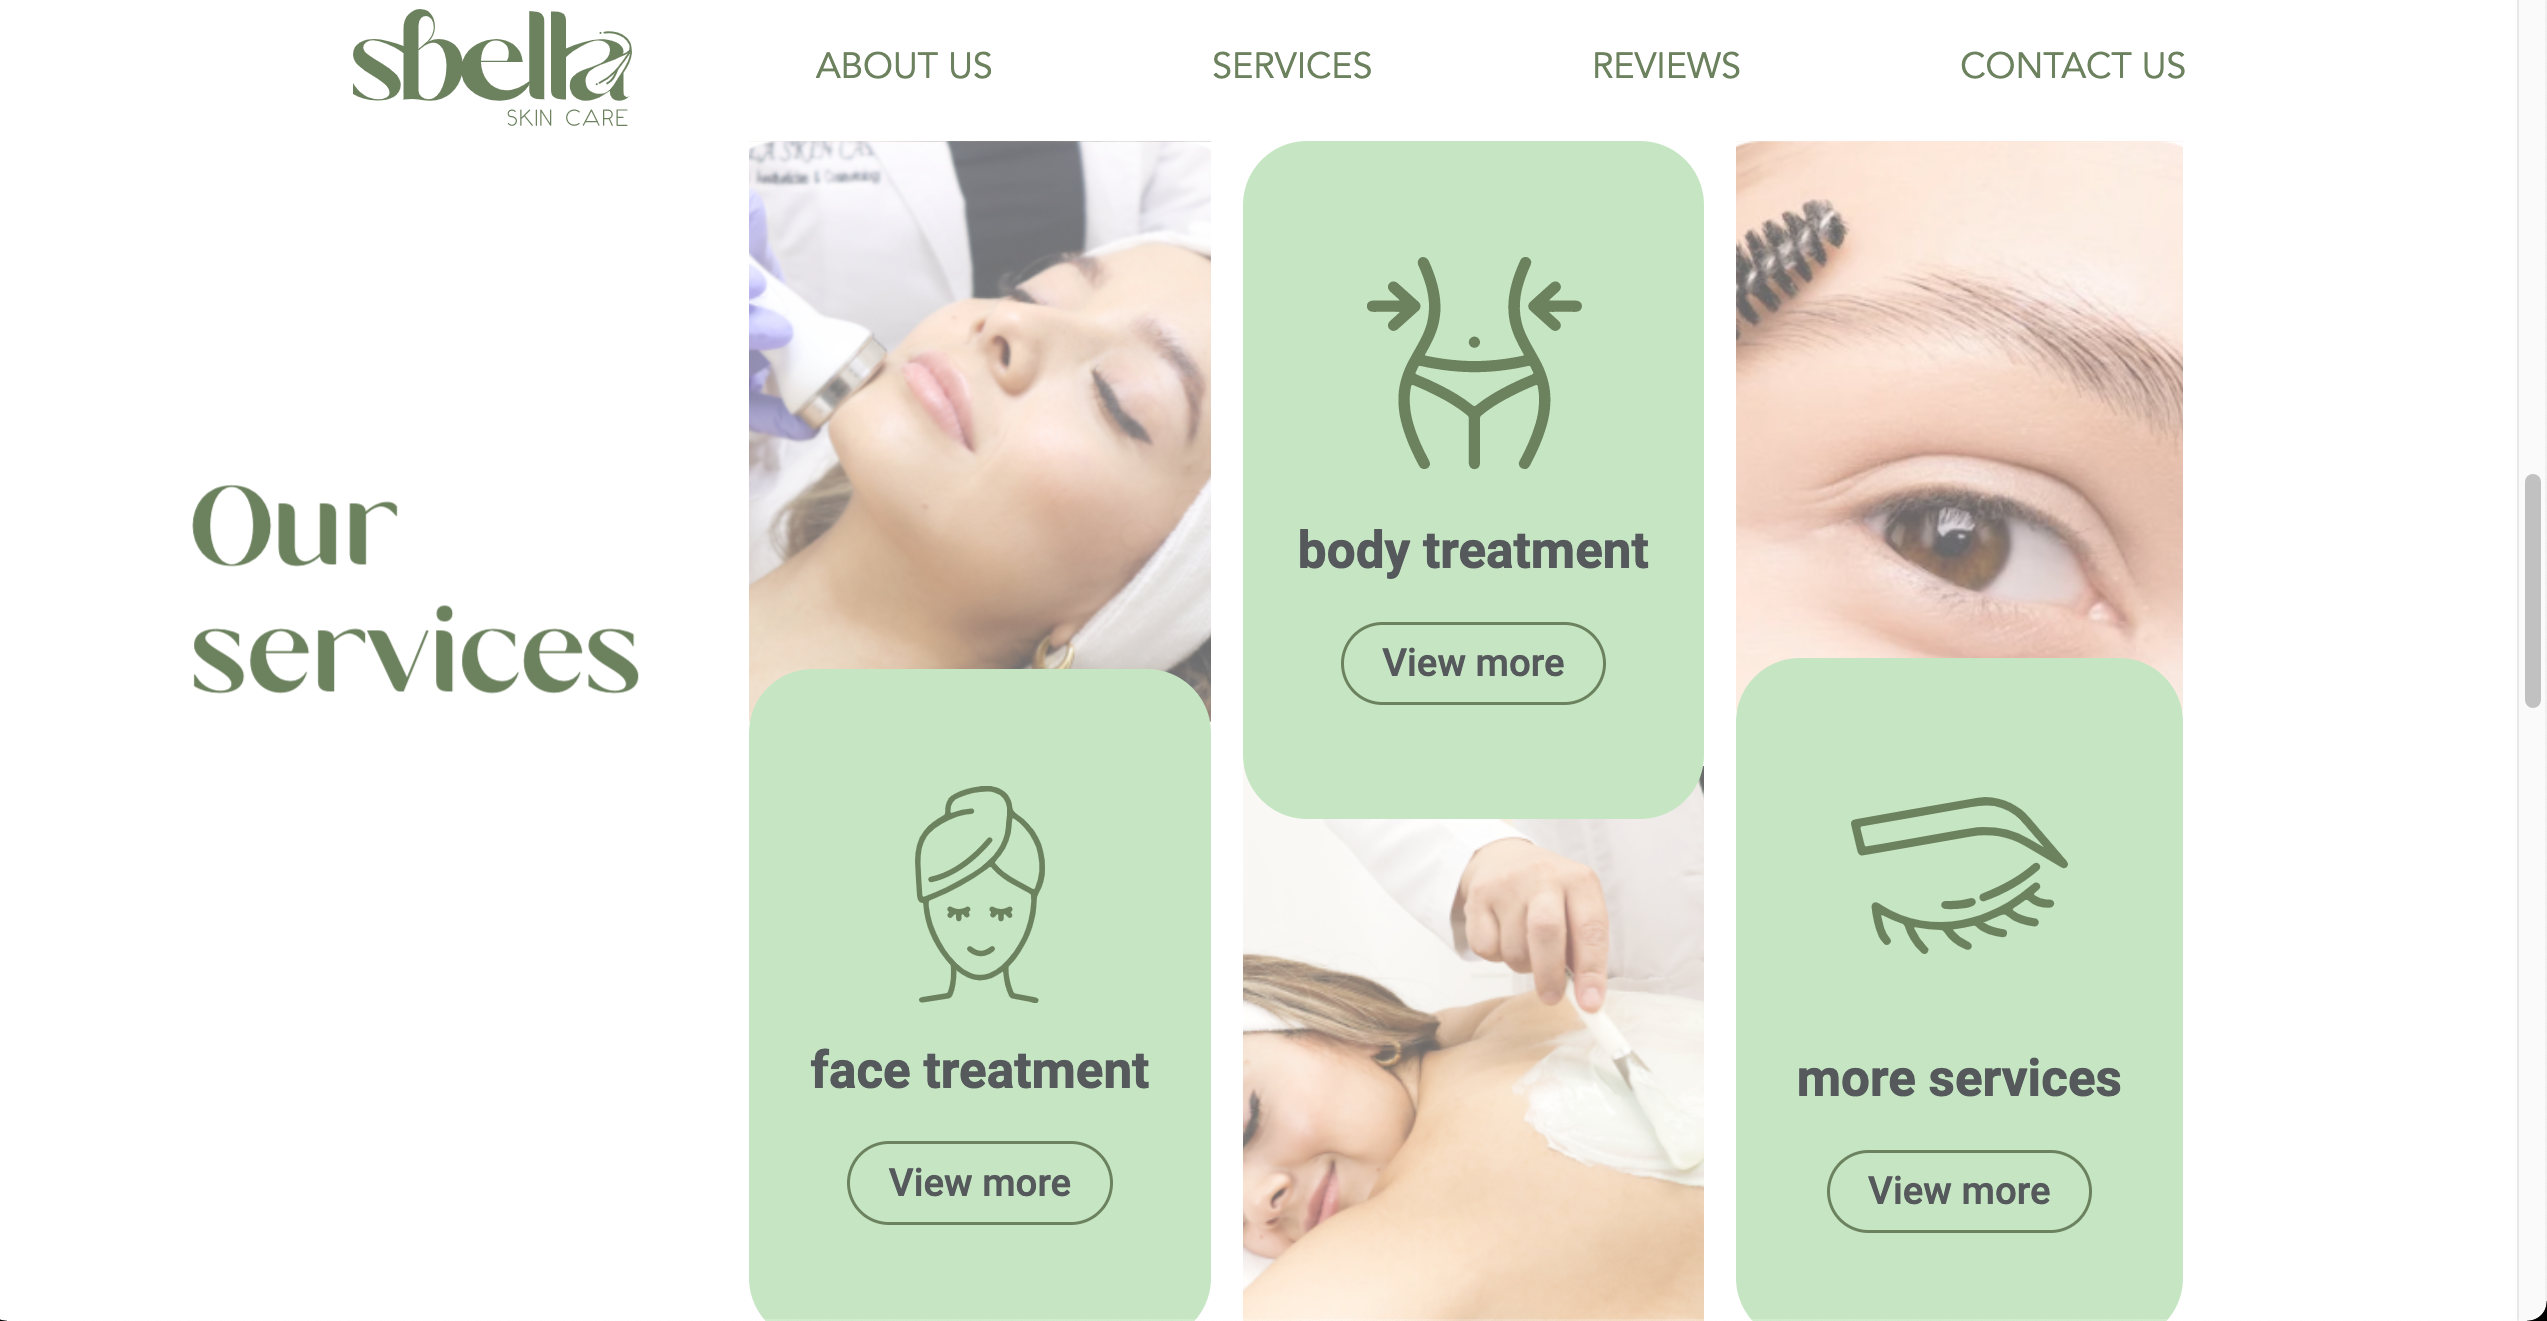 sbella
SKIN CARE
ABOUT US
SERVICES
REVIEWS
CONTACT US
Our
services
body treatment
View more
face treatment
View more
more services
View more